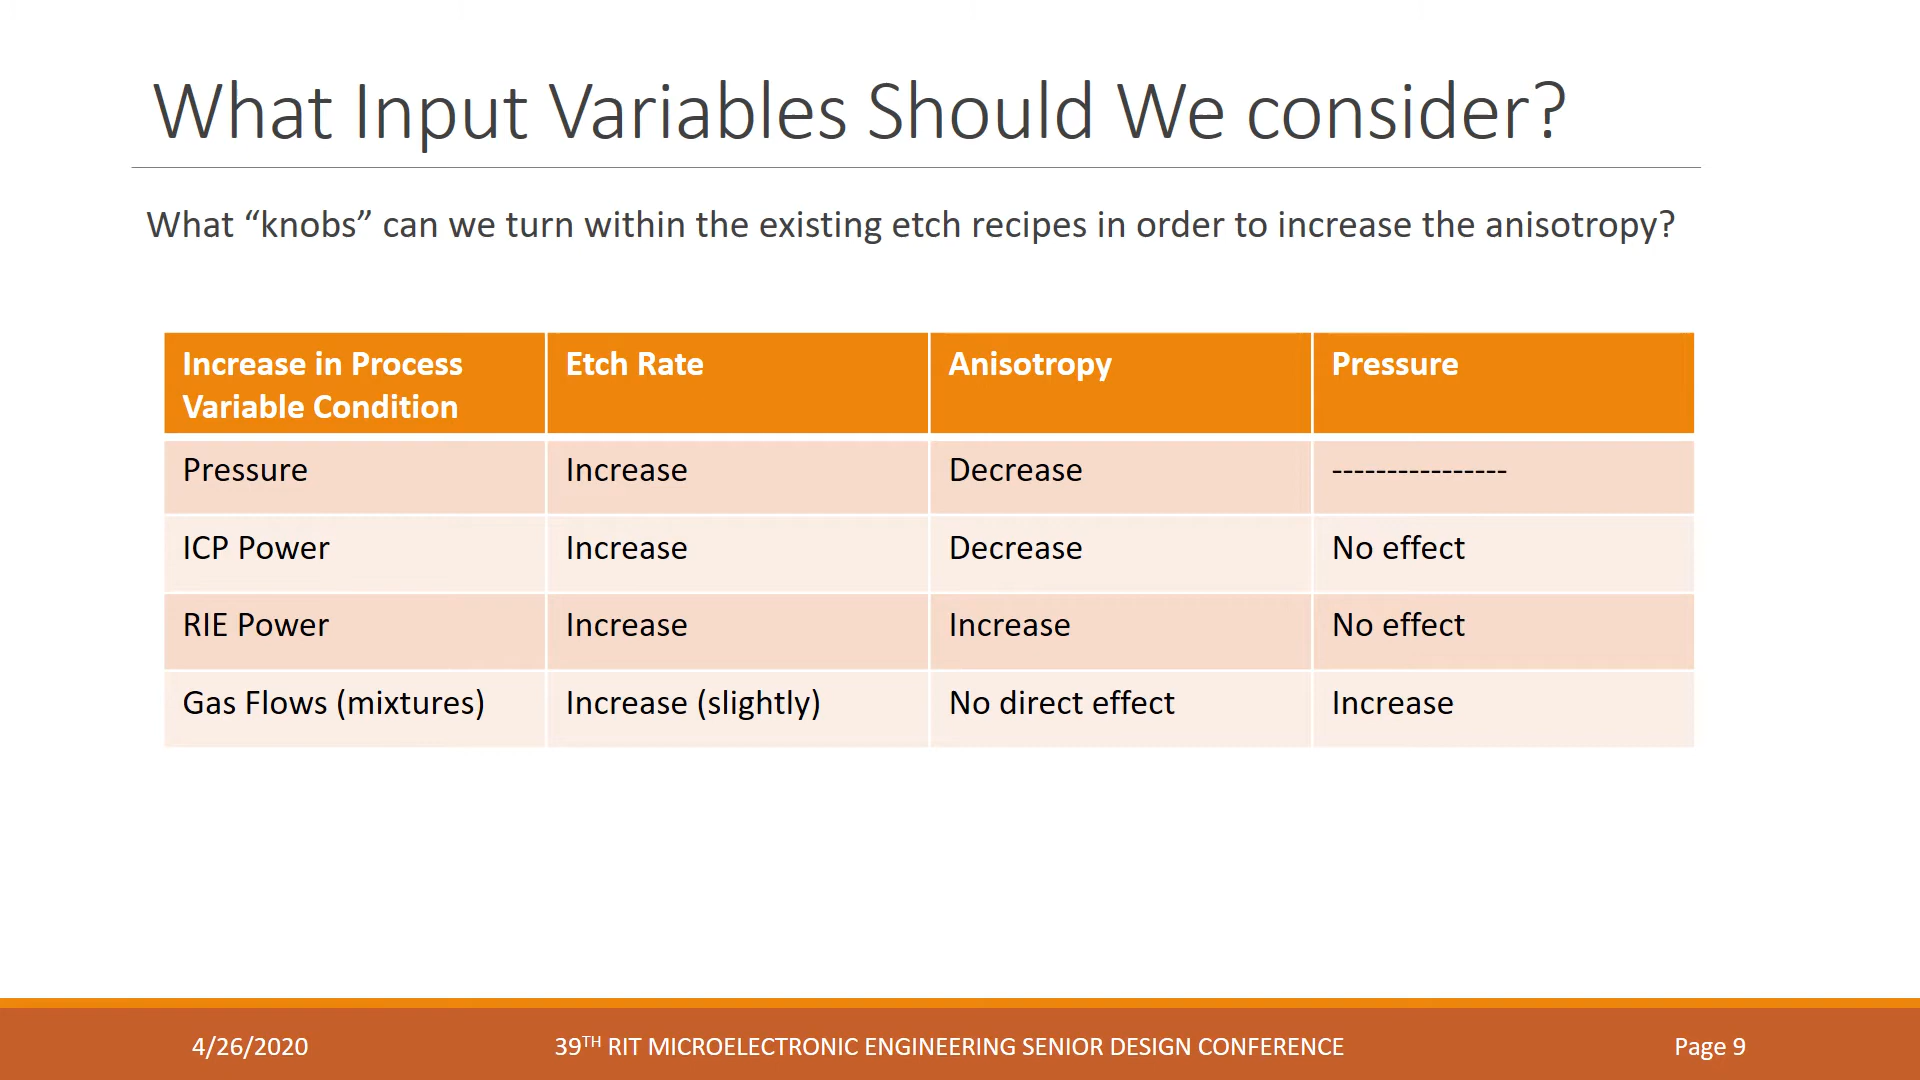 What Input Variables Should We consider?
What “knobs” can we turn within the existing etch recipes in order to increase the anisotropy?
Increase in Process Variable Condition Etch Rate Anisotropy Pressure
Pressure Increase Decrease ----------------
ICP Power Increase Decrease No effect
RIE Power Increase Increase No effect
Gas Flows (mixtures) Increase (slightly) No direct effect Increase
4/26/2020 39TH RIT MICROELECTRONIC ENGINEERING SENIOR DESIGN CONFERENCE Page 9